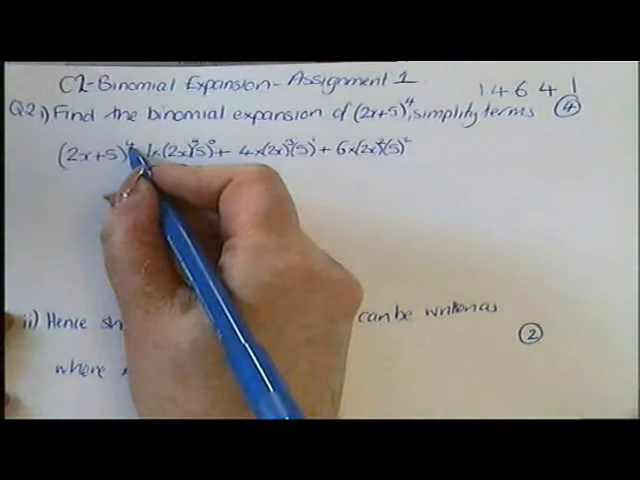 C2-Binomial Expansion - Assignment 1
1 4 6 4 1
Q2 i) Find the binomial expansion of (2x+5)⁴, simplify terms (4)
(2x+5)⁴ 1×(2x)⁴(5)⁰ + 4×(2x)³(5)¹ + 6×(2x)²(5)²
ii) Hence can be written as
(2)
where